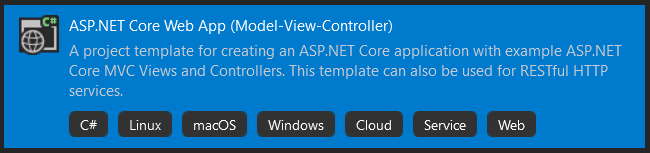 C#
ASP.NET Core Web App (Model-View-Controller)
A project template for creating an ASP.NET Core application with example ASP.NET
Core MVC Views and Controllers. This template can also be used for RESTful HTTP
services.
C# Linux macOS Windows Cloud Service Web